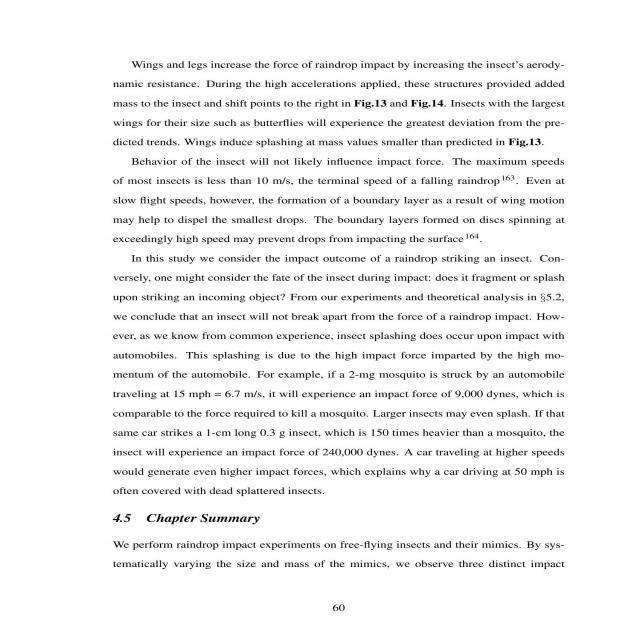 Wings and legs increase the force of raindrop impact by increasing the insect's aerody-
namic resistance. During the high accelerations applied, these structures provided added
mass to the insect and shift points to the right in Fig.13 and Fig.14. Insects with the largest
wings for their size such as butterflies will experience the greatest deviation from the pre-
dicted trends. Wings induce splashing at mass values smaller than predicted in Fig.13.
Behavior of the insect will not likely influence impact force. The maximum speeds
of most insects is less than 10 m/s, the terminal speed of a falling raindrop163. Even at
slow flight speeds, however, the formation of a boundary layer as a result of wing motion
may help to dispel the smallest drops. The boundary layers formed on discs spinning at
exceedingly high speed may prevent drops from impacting the surface164.
In this study we consider the impact outcome of a raindrop striking an insect. Con-
versely, one might consider the fate of the insect during impact: does it fragment or splash
upon striking an incoming object? From our experiments and theoretical analysis in §5.2,
we conclude that an insect will not break apart from the force of a raindrop impact. How-
ever, as we know from common experience, insect splashing does occur upon impact with
automobiles. This splashing is due to the high impact force imparted by the high mo-
mentum of the automobile. For example, if a 2-mg mosquito is struck by an automobile
traveling at 15 mph = 6.7 m/s, it will experience an impact force of 9,000 dynes, which is
comparable to the force required to kill a mosquito. Larger insects may even splash. If that
same car strikes a 1-cm long 0.3 g insect, which is 150 times heavier than a mosquito, the
insect will experience an impact force of 240,000 dynes. A car traveling at higher speeds
would generate even higher impact forces, which explains why a car driving at 50 mph is
often covered with dead splattered insects.
4.5 Chapter Summary
We perform raindrop impact experiments on free-flying insects and their mimics. By sys-
tematically varying the size and mass of the mimics, we observe three distinct impact
60